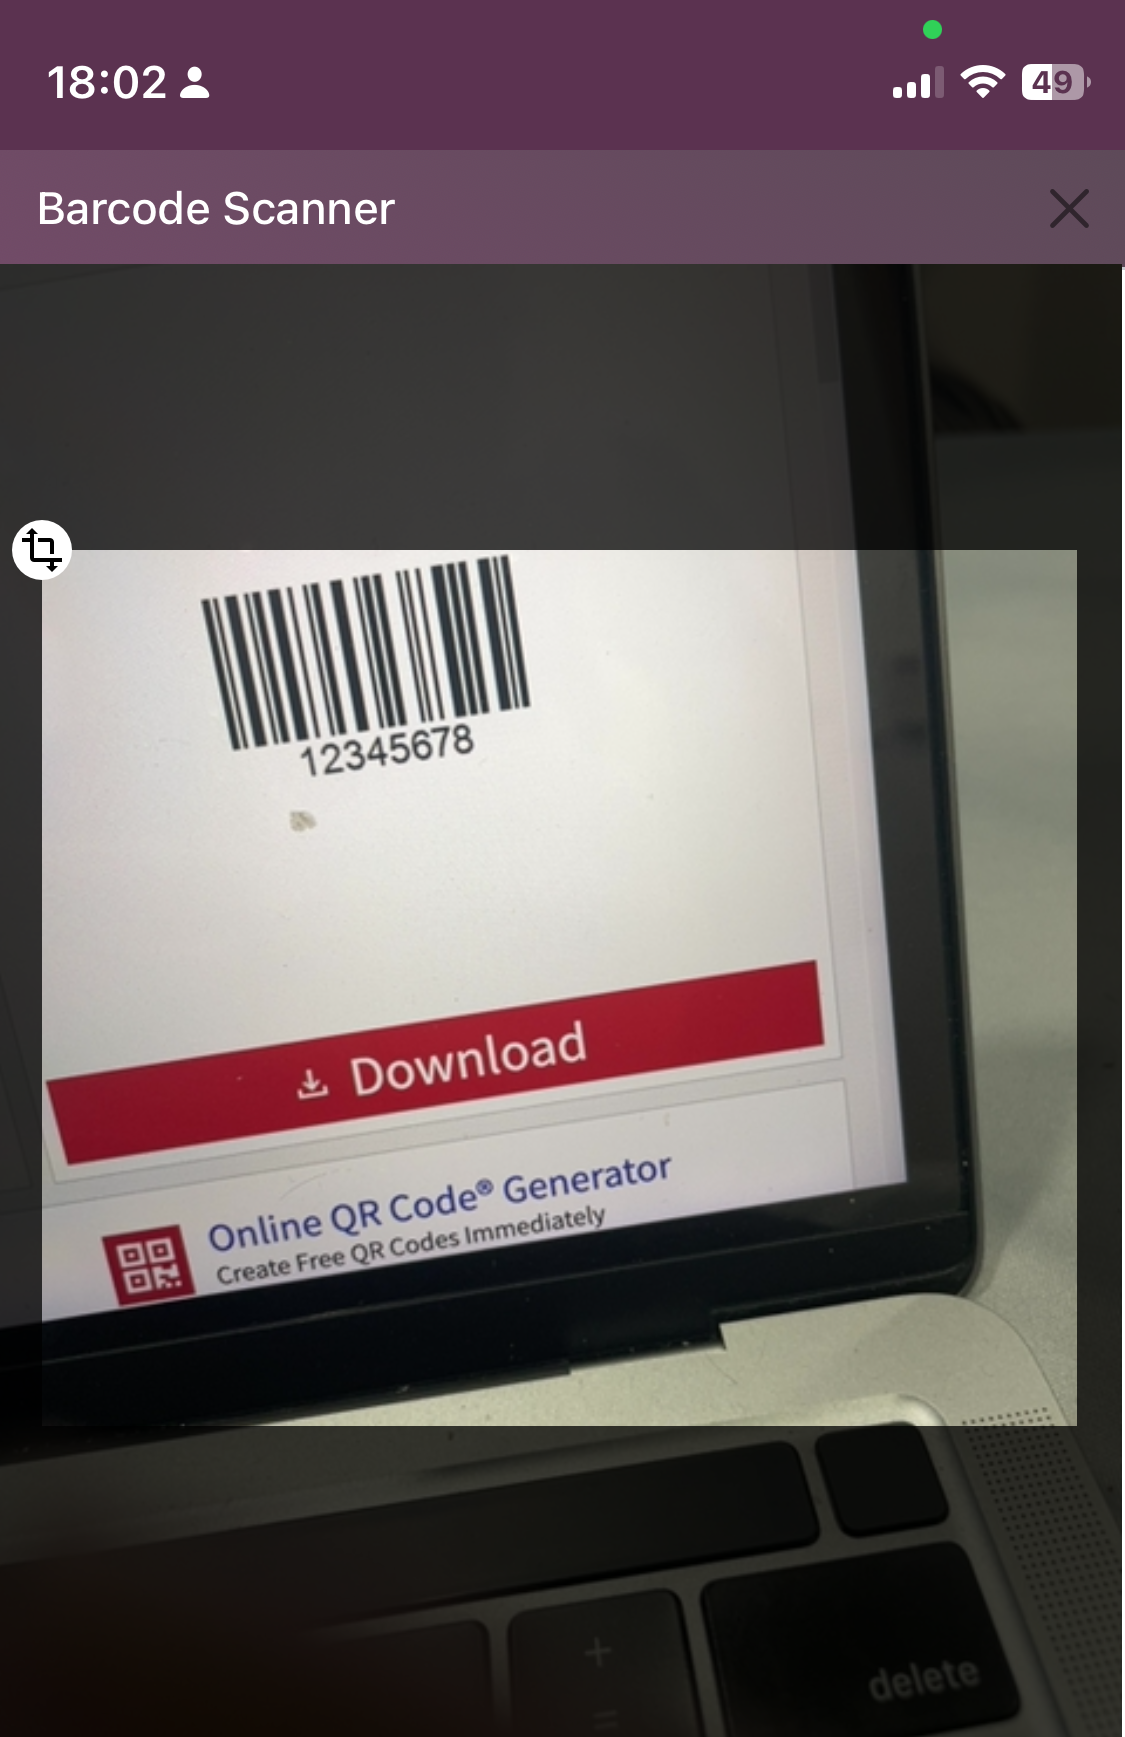 18:02
49
Barcode Scanner
12345678
Download
Online QR Code® Generator
Create Free QR Codes Immediately
+
=
delete